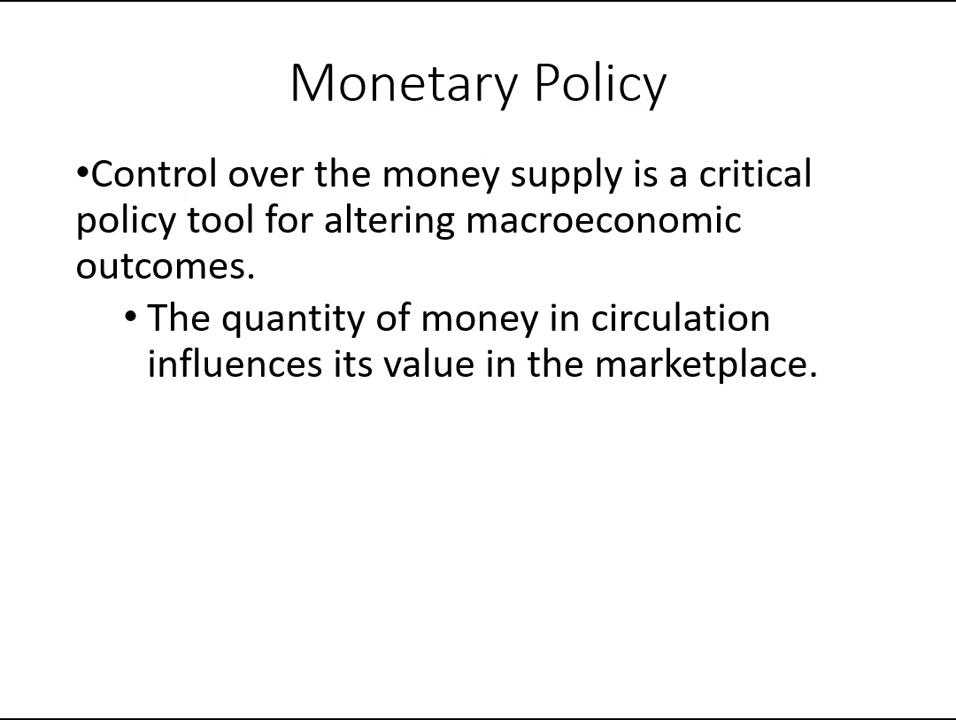 Monetary Policy
•Control over the money supply is a critical
policy tool for altering macroeconomic
outcomes.
• The quantity of money in circulation
influences its value in the marketplace.